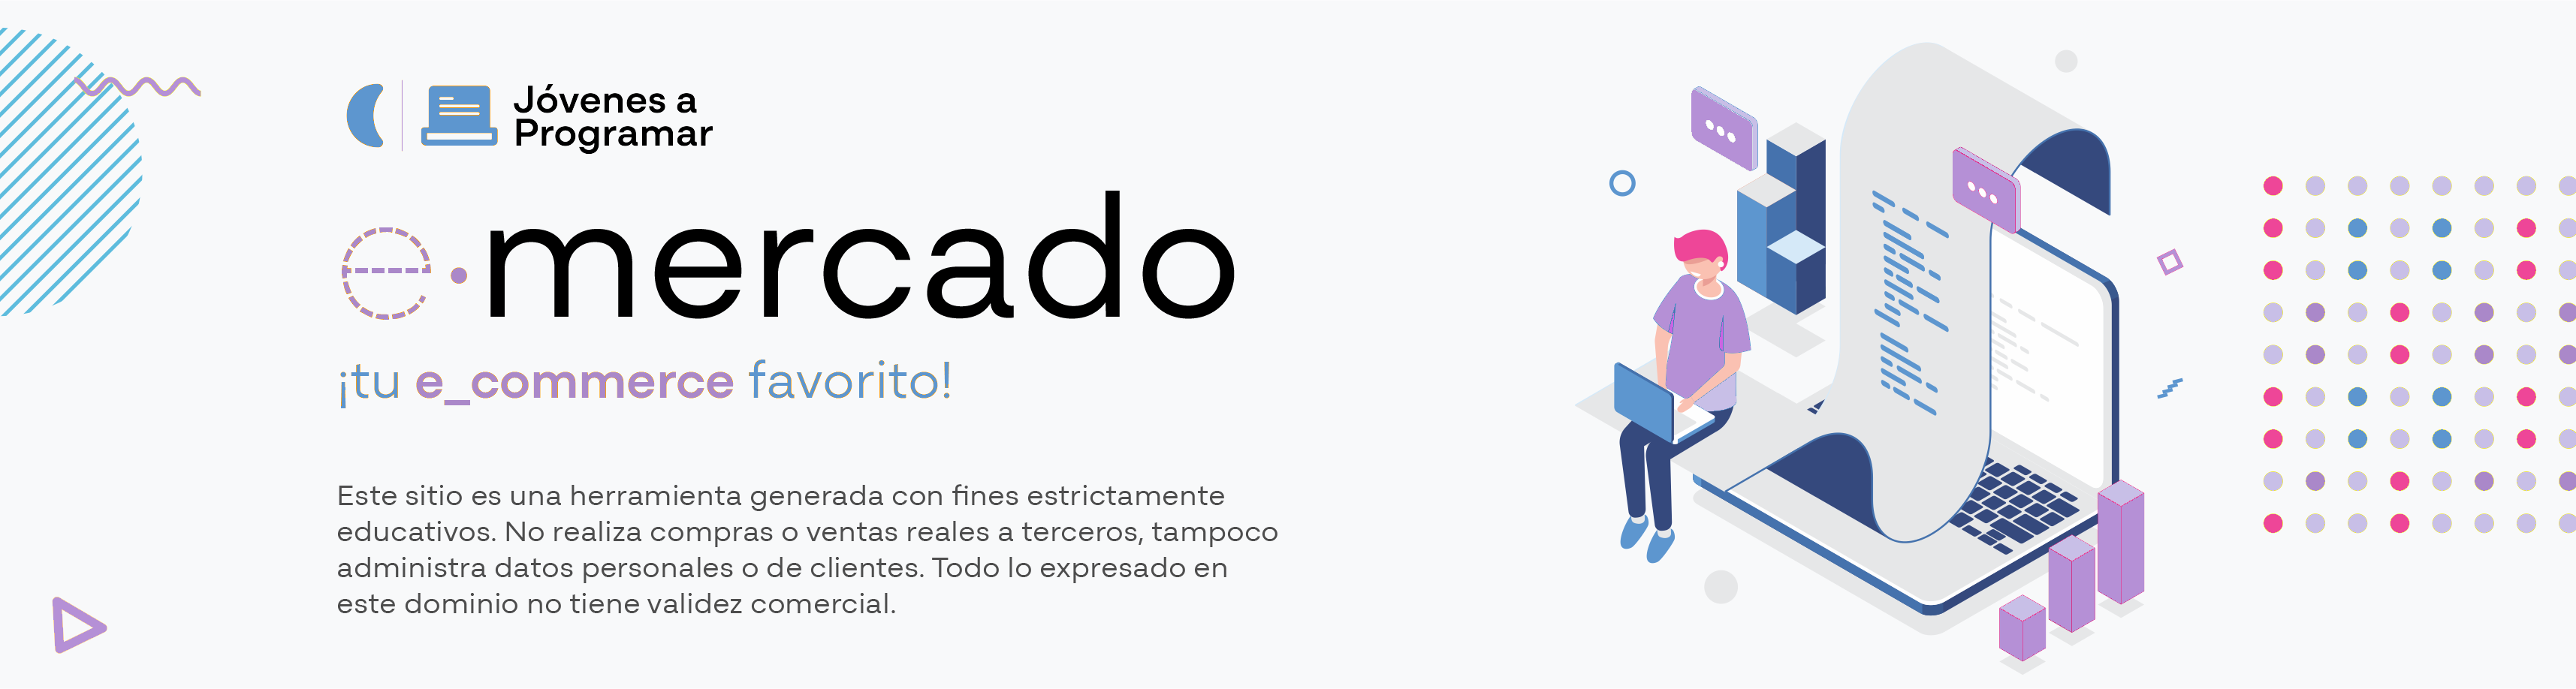 Jóvenes a
Programar
e·mercado
¡tu e_commerce favorito!
Este sitio es una herramienta generada con fines estrictamente
educativos. No realiza compras o ventas reales a terceros, tampoco
administra datos personales o de clientes. Todo lo expresado en
este dominio no tiene validez comercial.